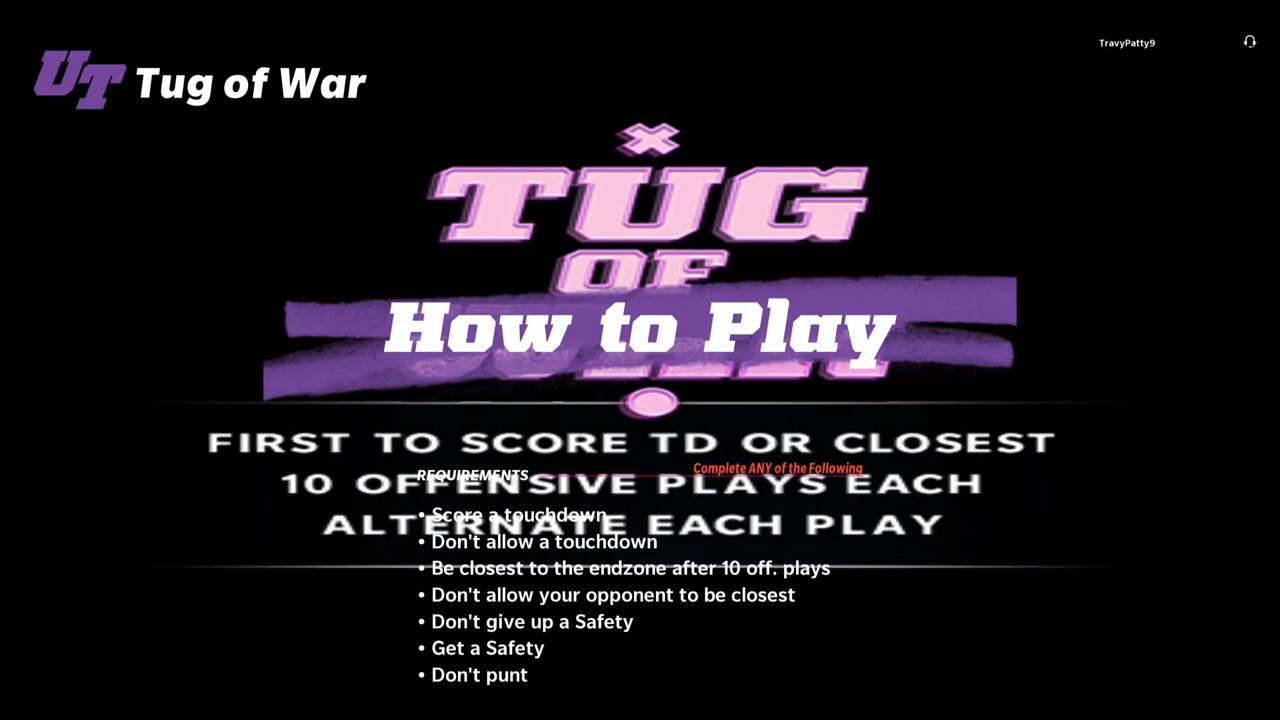 TravyPatty9
UT Tug of War
TUG
OF
How to Play
FIRST TO SCORE TD OR CLOSEST
REQUIREMENTS
Complete ANY of the Following
10 OFFENSIVE PLAYS EACH
• Score a touchdown
ALTERNATE EACH PLAY
• Don't allow a touchdown
• Be closest to the endzone after 10 off. plays
• Don't allow your opponent to be closest
• Don't give up a Safety
• Get a Safety
• Don't punt